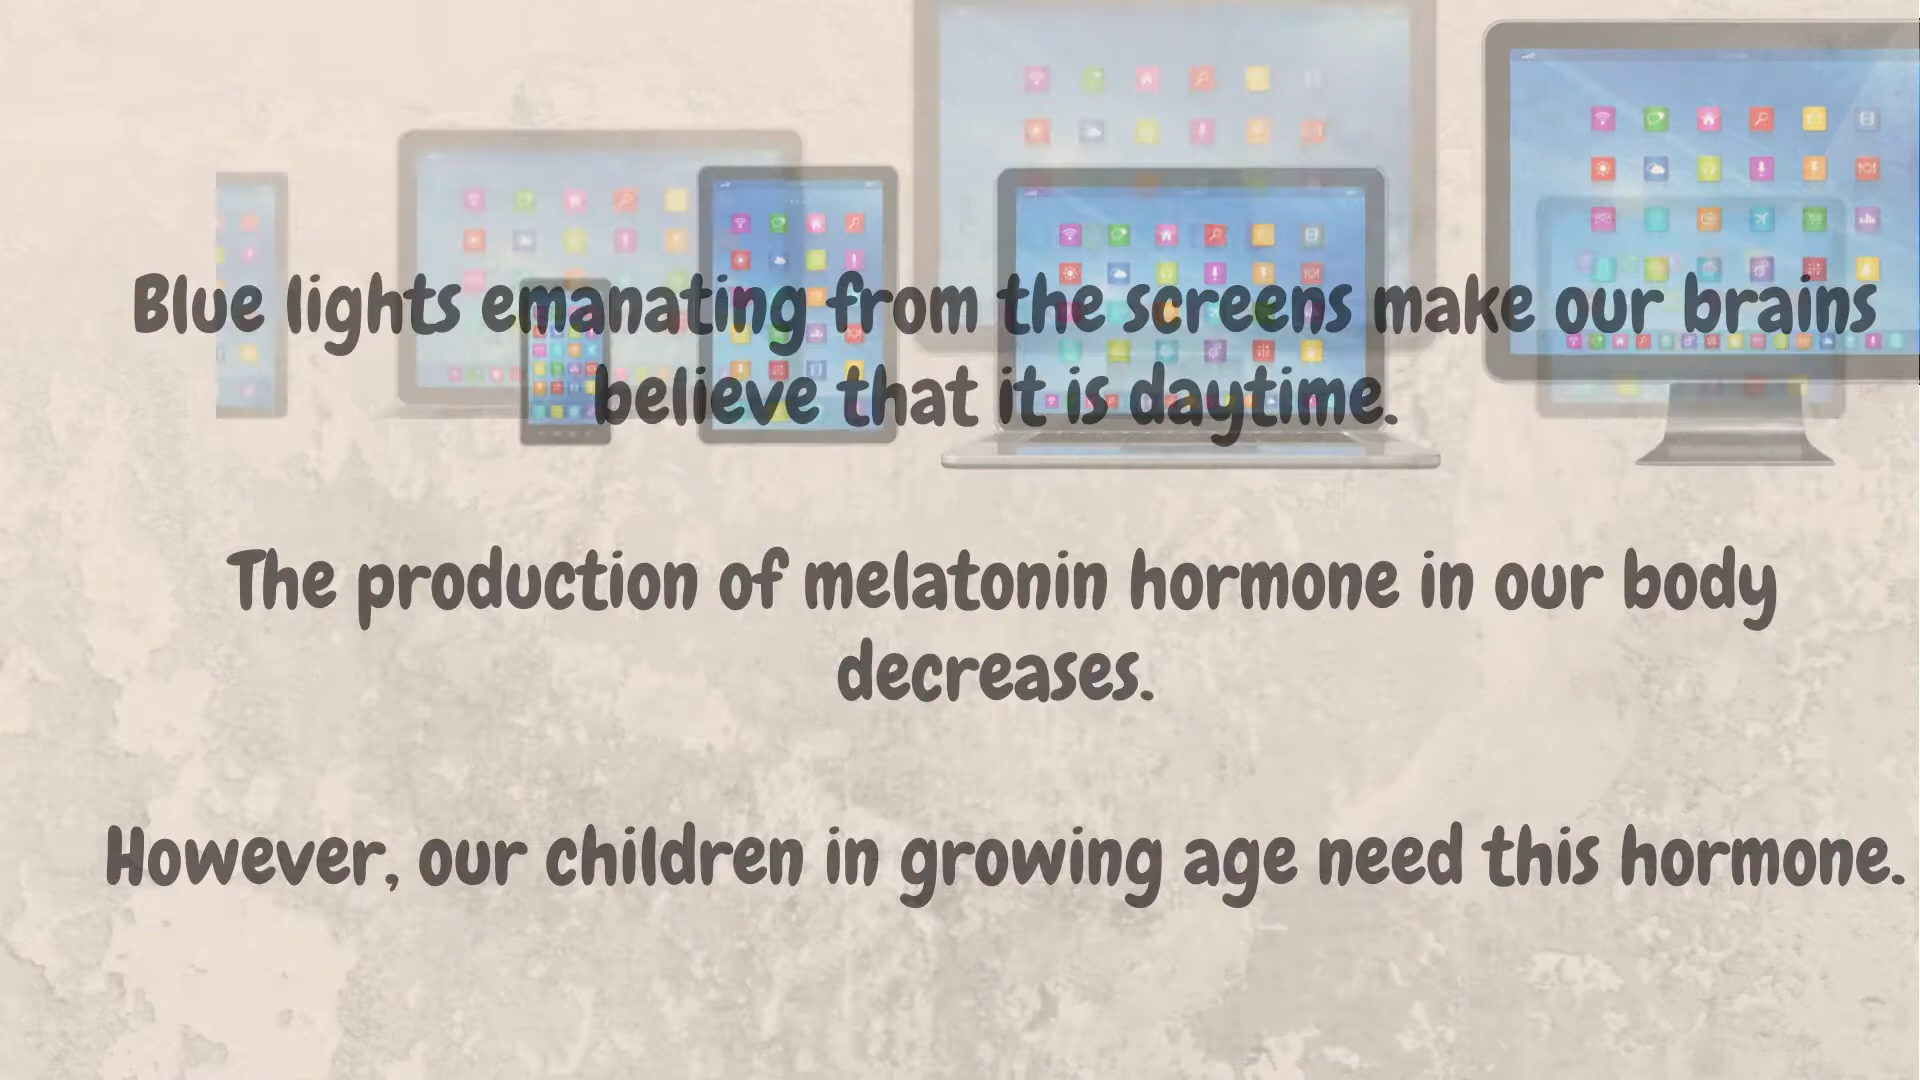 Blue lights emanating from the screens make our brains
believe that it is daytime.
The production of melatonin hormone in our body
decreases.
However, our children in growing age need this hormone.